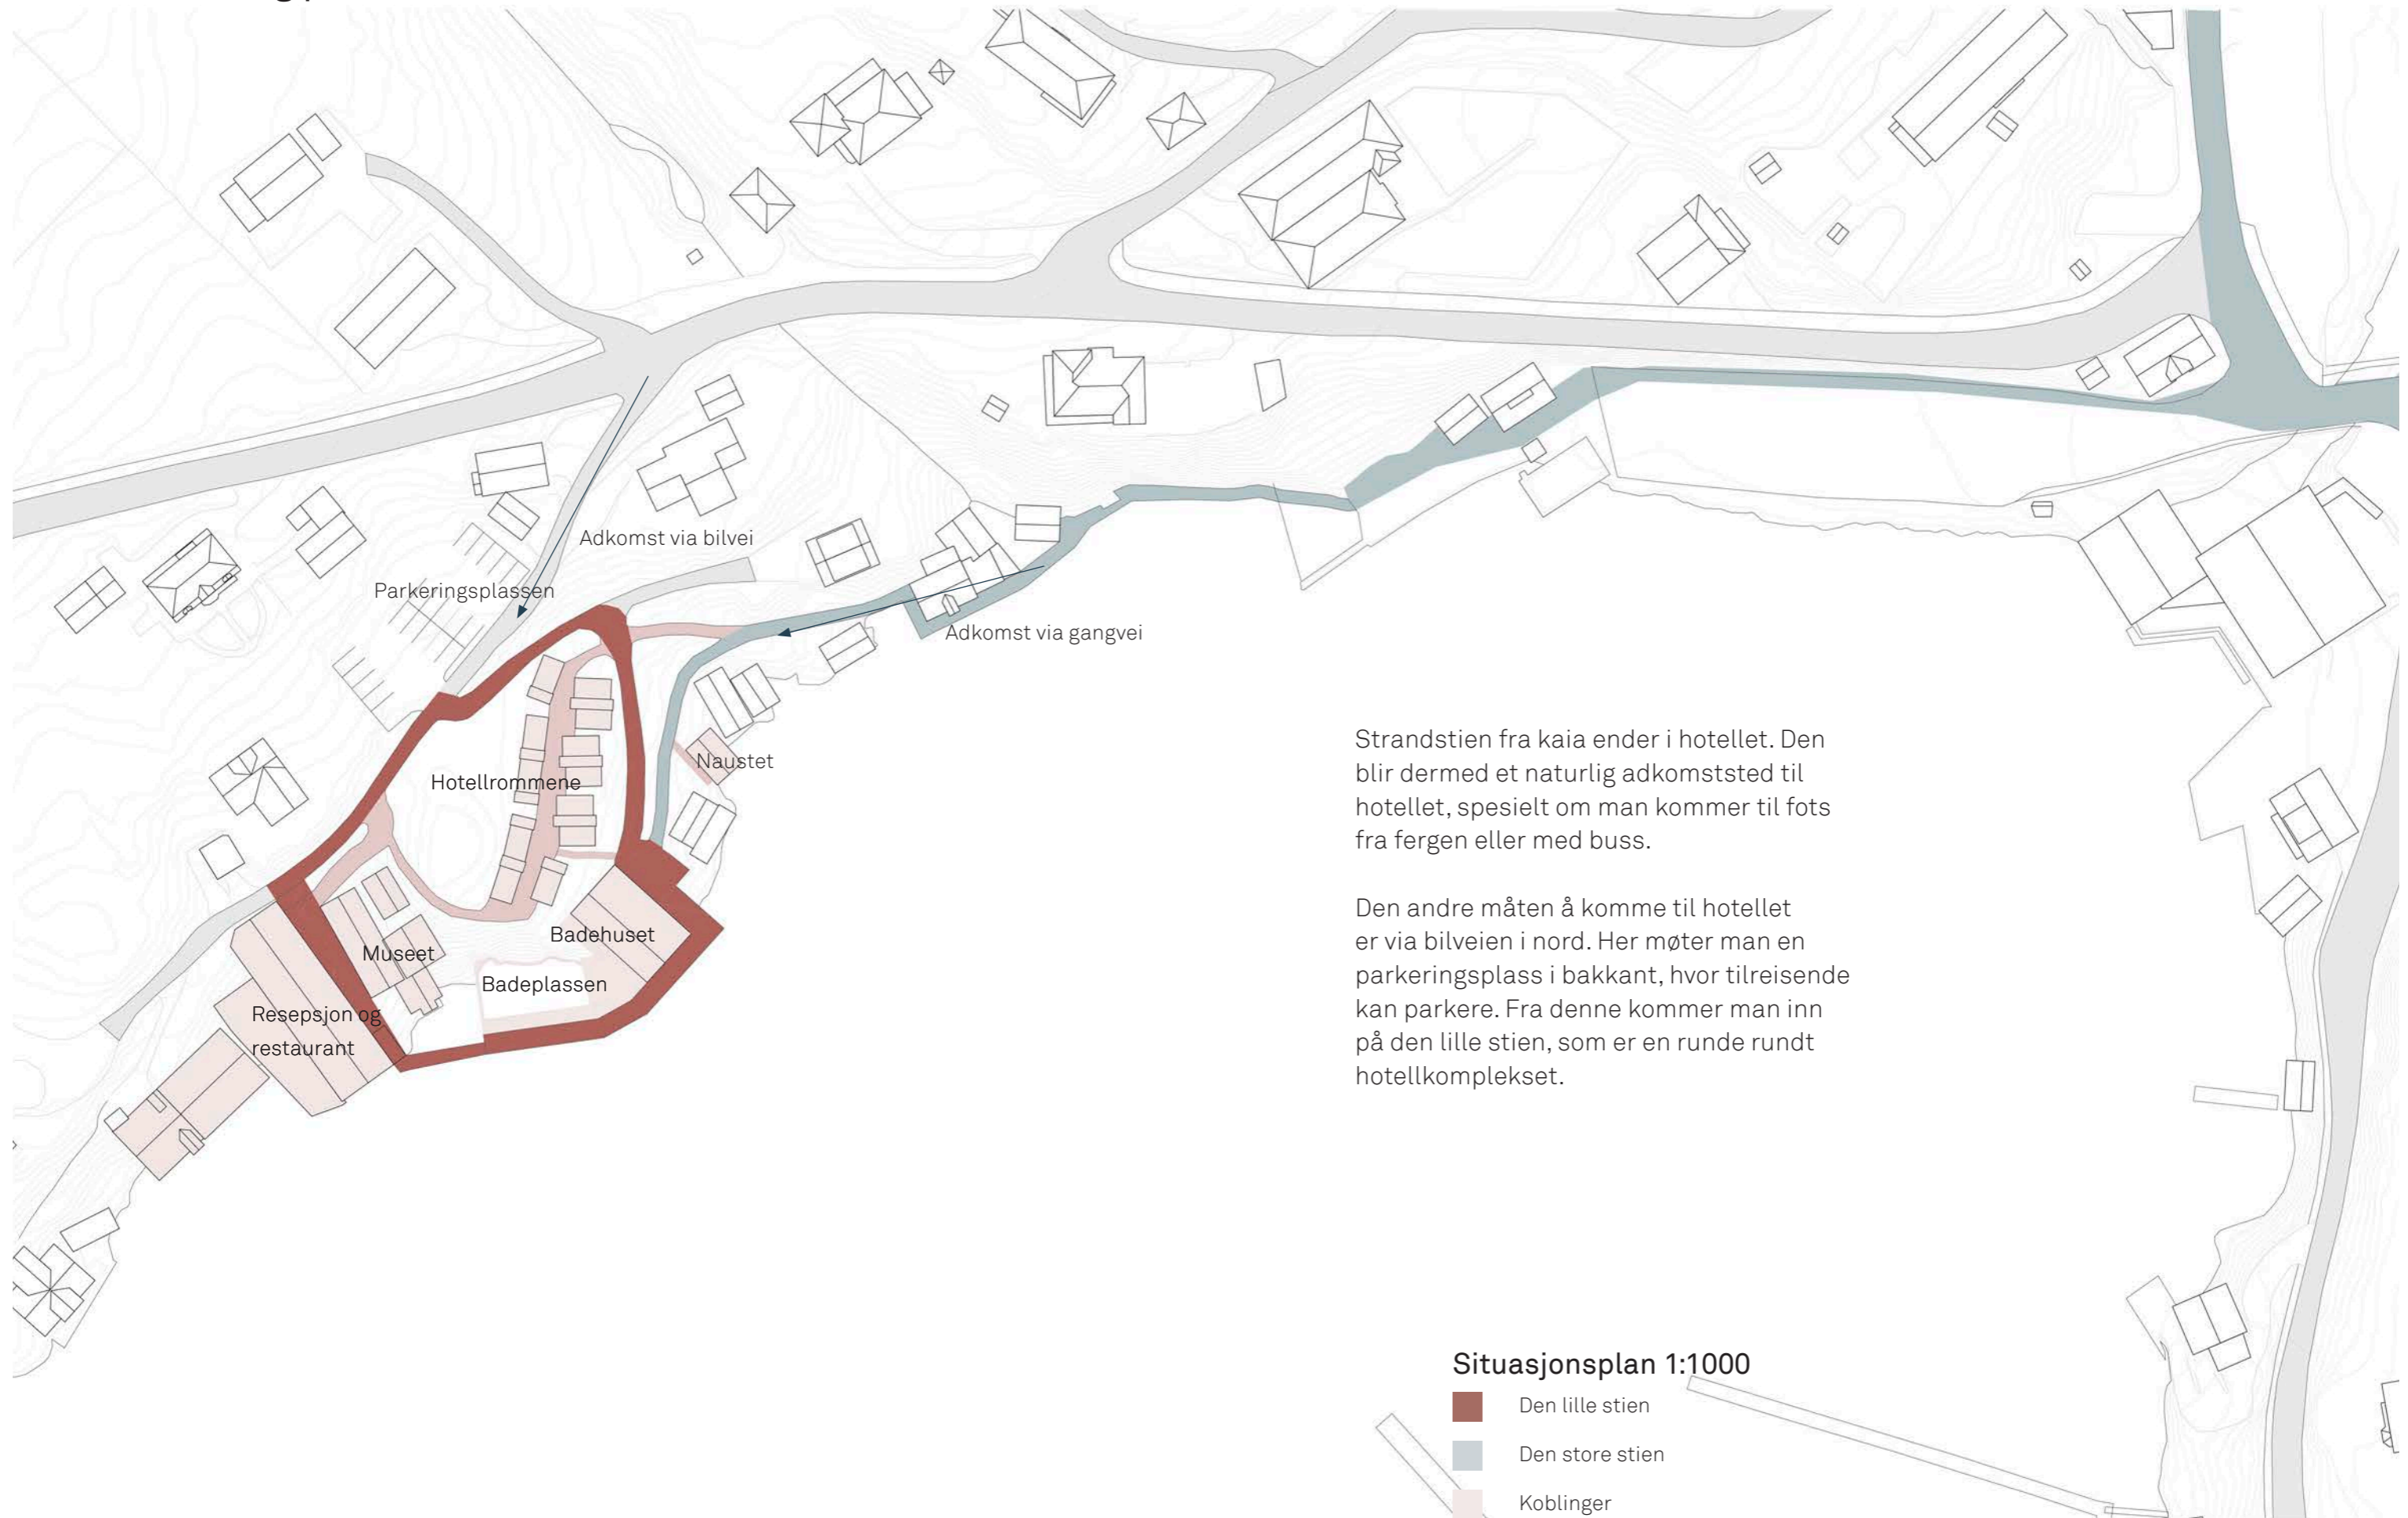 Adkomst via bilvei
Parkeringsplassen
Adkomst via gangvei
Naustet
Hotellrommene
Badehuset
Museet
Badeplassen
Resepsjon og
restaurant
Strandstien fra kaia ender i hotellet. Den
blir dermed et naturlig adkomststed til
hotellet, spesielt om man kommer til fots
fra fergen eller med buss.
Den andre måten å komme til hotellet
er via bilveien i nord. Her møter man en
parkeringsplass i bakkant, hvor tilreisende
kan parkere. Fra denne kommer man inn
på den lille stien, som er en runde rundt
hotellkomplekset.
Situasjonsplan 1:1000
Den lille stien
Den store stien
Koblinger